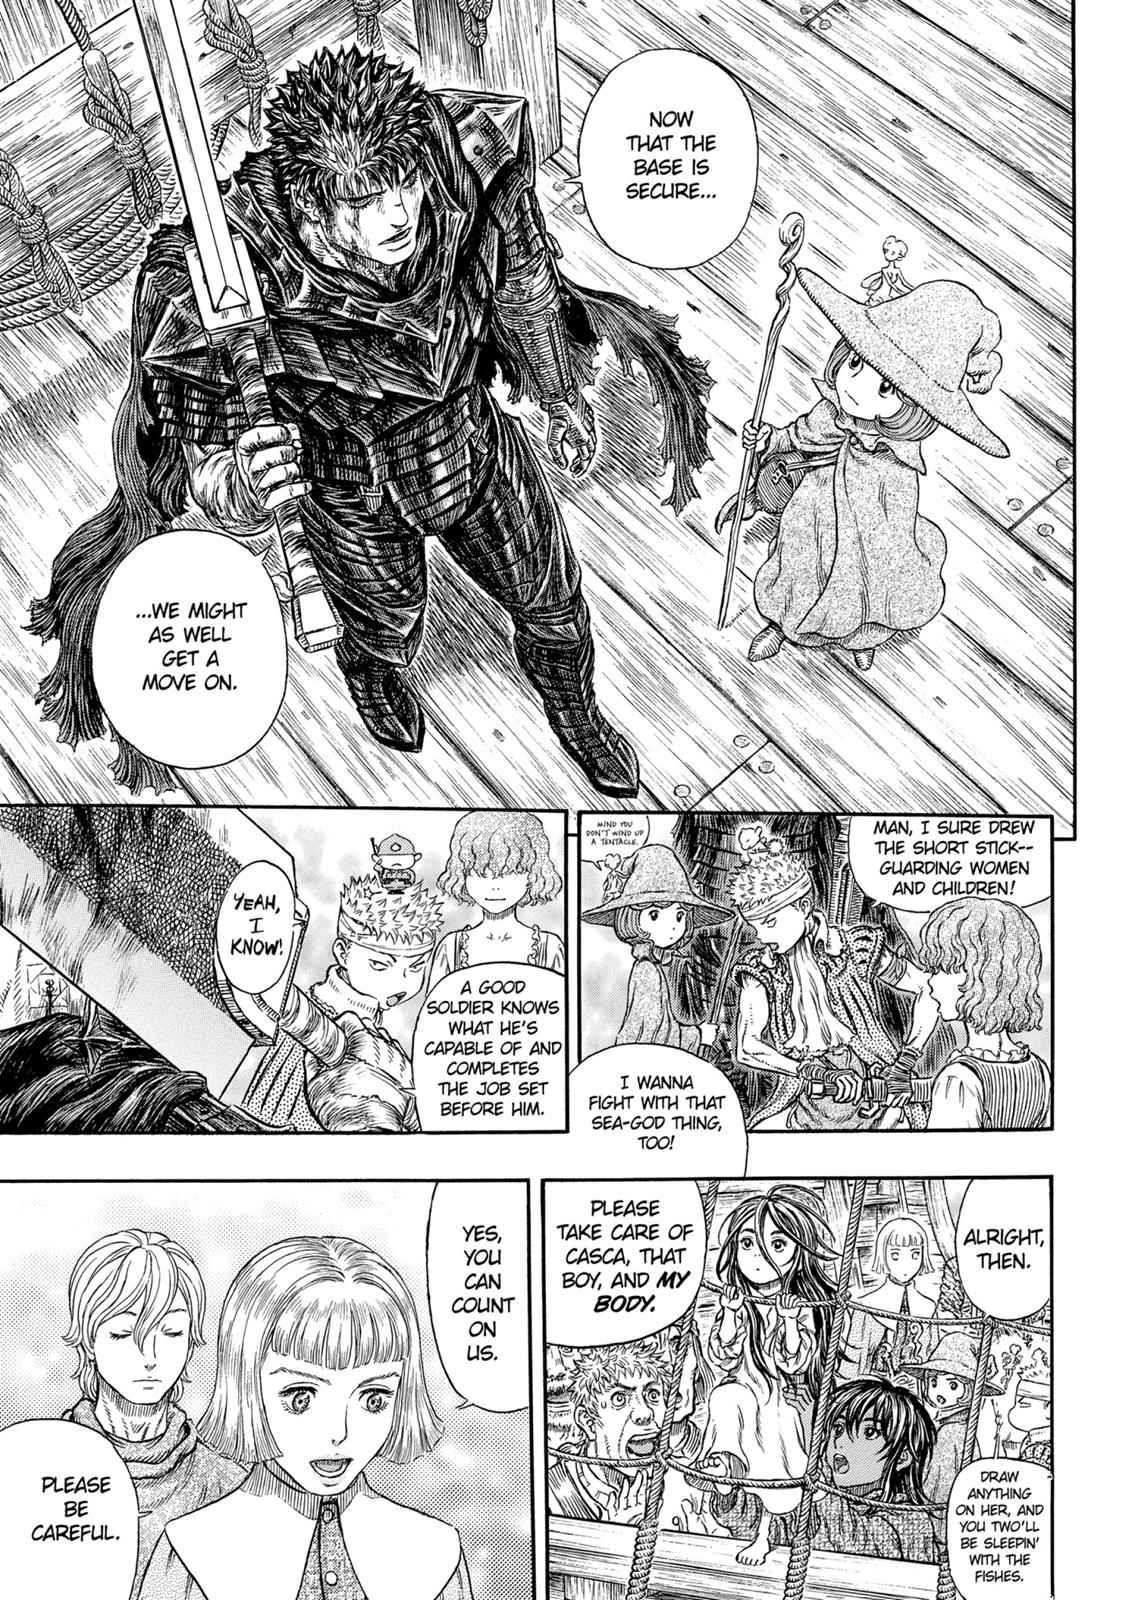 NOW
THAT THE
BASE IS
SECURE...
...WE MIGHT
AS WELL
GET A
MOVE ON.
MAN, I SURE DREW
THE SHORT STICK--
GUARDING WOMEN
AND CHILDREN!
MIND YOU
DON'T WIND UP
A TENTACLE.
I WANNA
FIGHT WITH THAT
SEA-GOD THING,
TOO!
A GOOD
SOLDIER KNOWS
WHAT HE'S
CAPABLE OF AND
COMPLETES
THE JOB SET
BEFORE HIM.
YEAH,
I
KNOW!
ALRIGHT,
THEN.
PLEASE
TAKE CARE OF
CASCA, THAT
BOY, AND MY
BODY.
DRAW
ANYTHING
ON HER, AND
YOU TWO'LL
BE SLEEPIN'
WITH THE
FISHES.
YES,
YOU
CAN
COUNT
ON
US.
PLEASE
BE
CAREFUL.